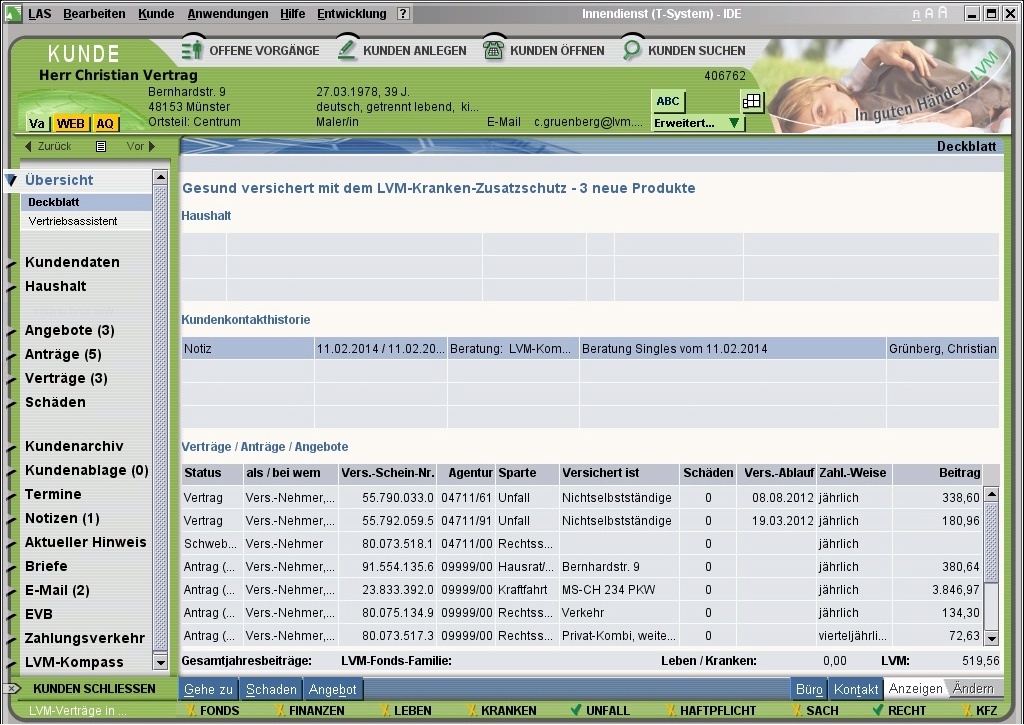 LAS Bearbeiten Kunde Anwendungen Hilfe Entwicklung ? Innendienst (T-System) - IDE A A A
KUNDE OFFENE VORGÄNGE KUNDEN ANLEGEN KUNDEN ÖFFNEN KUNDEN SUCHEN
Herr Christian Vertrag 406762
Bernhardstr. 9 27.03.1978, 39 J.
48153 Münster deutsch, getrennt lebend, ki... ABC
Ortsteil: Centrum Maler/in E-Mail c.gruenberg@lvm.... Erweitert...
Va WEB AQ
In guten Händen. LVM
Zurück Vor Deckblatt
Übersicht
Deckblatt
Vertriebsassistent
Kundendaten
Haushalt
Angebote (3)
Anträge (5)
Verträge (3)
Schäden
Kundenarchiv
Kundenablage (0)
Termine
Notizen (1)
Aktueller Hinweis
Briefe
E-Mail (2)
EVB
Zahlungsverkehr
LVM-Kompass
Gesund versichert mit dem LVM-Kranken-Zusatzschutz - 3 neue Produkte
Haushalt
Kundenkontakthistorie
Notiz 11.02.2014 / 11.02.20... Beratung: LVM-Kom... Beratung Singles vom 11.02.2014 Grünberg, Christian
Verträge / Anträge / Angebote
Status als / bei wem Vers.-Schein-Nr. Agentur Sparte Versichert ist Schäden Vers.-Ablauf Zahl.-Weise Beitrag
Vertrag Vers.-Nehmer,... 55.790.033.0 04711/61 Unfall Nichtselbstständige 0 08.08.2012 jährlich 338,60
Vertrag Vers.-Nehmer,... 55.792.059.5 04711/91 Unfall Nichtselbstständige 0 19.03.2012 jährlich 180,96
Schweb... Vers.-Nehmer 80.073.518.1 04711/00 Rechtss... 0 jährlich
Antrag (... Vers.-Nehmer,... 91.554.135.6 09999/00 Hausrat/... Bernhardstr. 9 0 jährlich 380,64
Antrag (... Vers.-Nehmer,... 23.833.392.0 09999/00 Kraftfahrt MS-CH 234 PKW 0 jährlich 3.846,97
Antrag (... Vers.-Nehmer,... 80.075.134.9 09999/00 Rechtss... Verkehr 0 jährlich 134,30
Antrag (... Vers.-Nehmer,... 80.073.517.3 09999/00 Rechtss... Privat-Kombi, weite... 0 vierteljährli... 72,63
Gesamtjahresbeiträge: LVM-Fonds-Familie: Leben / Kranken: 0,00 LVM: 519,56
KUNDEN SCHLIESSEN Gehe zu Schaden Angebot Büro Kontakt Anzeigen Ändern
LVM-Verträge in ... FONDS FINANZEN LEBEN KRANKEN UNFALL HAFTPFLICHT SACH RECHT KFZ